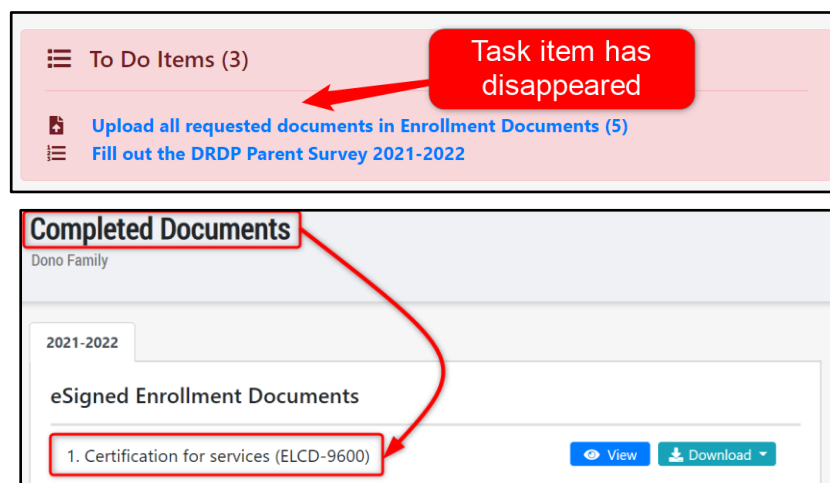 To Do Items (3)
Task item has
disappeared
Upload all requested documents in Enrollment Documents (5)
Fill out the DRDP Parent Survey 2021-2022
Completed Documents
Dono Family
2021-2022
eSigned Enrollment Documents
1. Certification for services (ELCD-9600)
View
Download